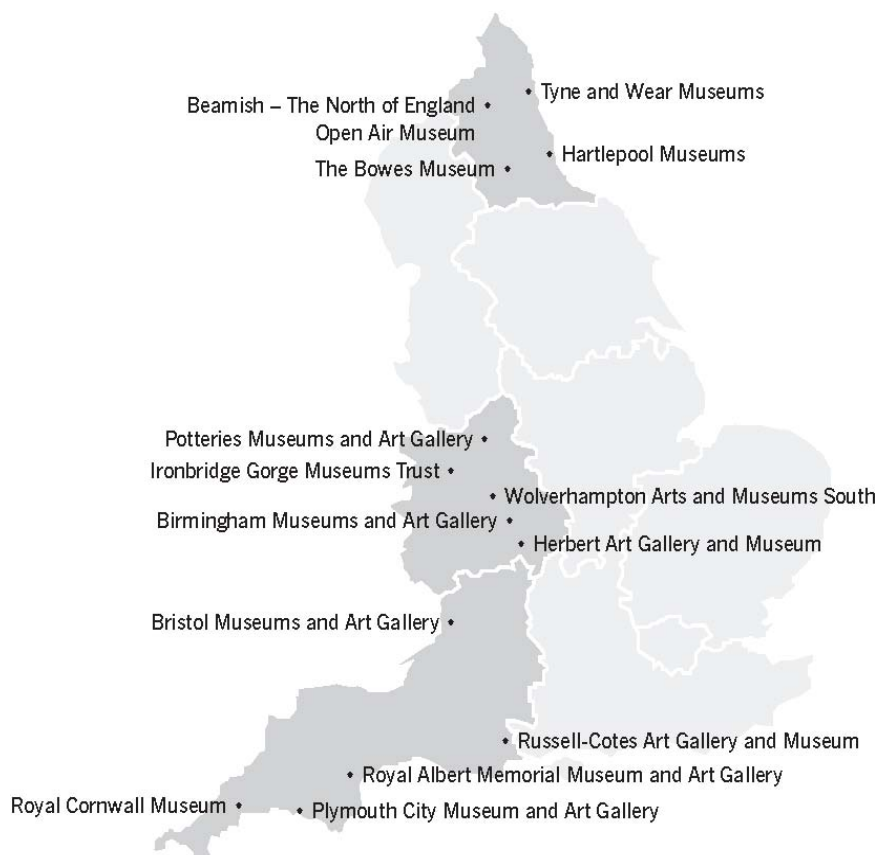 Tyne and Wear Museums
Beamish – The North of England
Open Air Museum
Hartlepool Museums
The Bowes Museum
Potteries Museums and Art Gallery
Ironbridge Gorge Museums Trust
Wolverhampton Arts and Museums South
Birmingham Museums and Art Gallery
Herbert Art Gallery and Museum
Bristol Museums and Art Gallery
Russell-Cotes Art Gallery and Museum
Royal Albert Memorial Museum and Art Gallery
Royal Cornwall Museum
Plymouth City Museum and Art Gallery